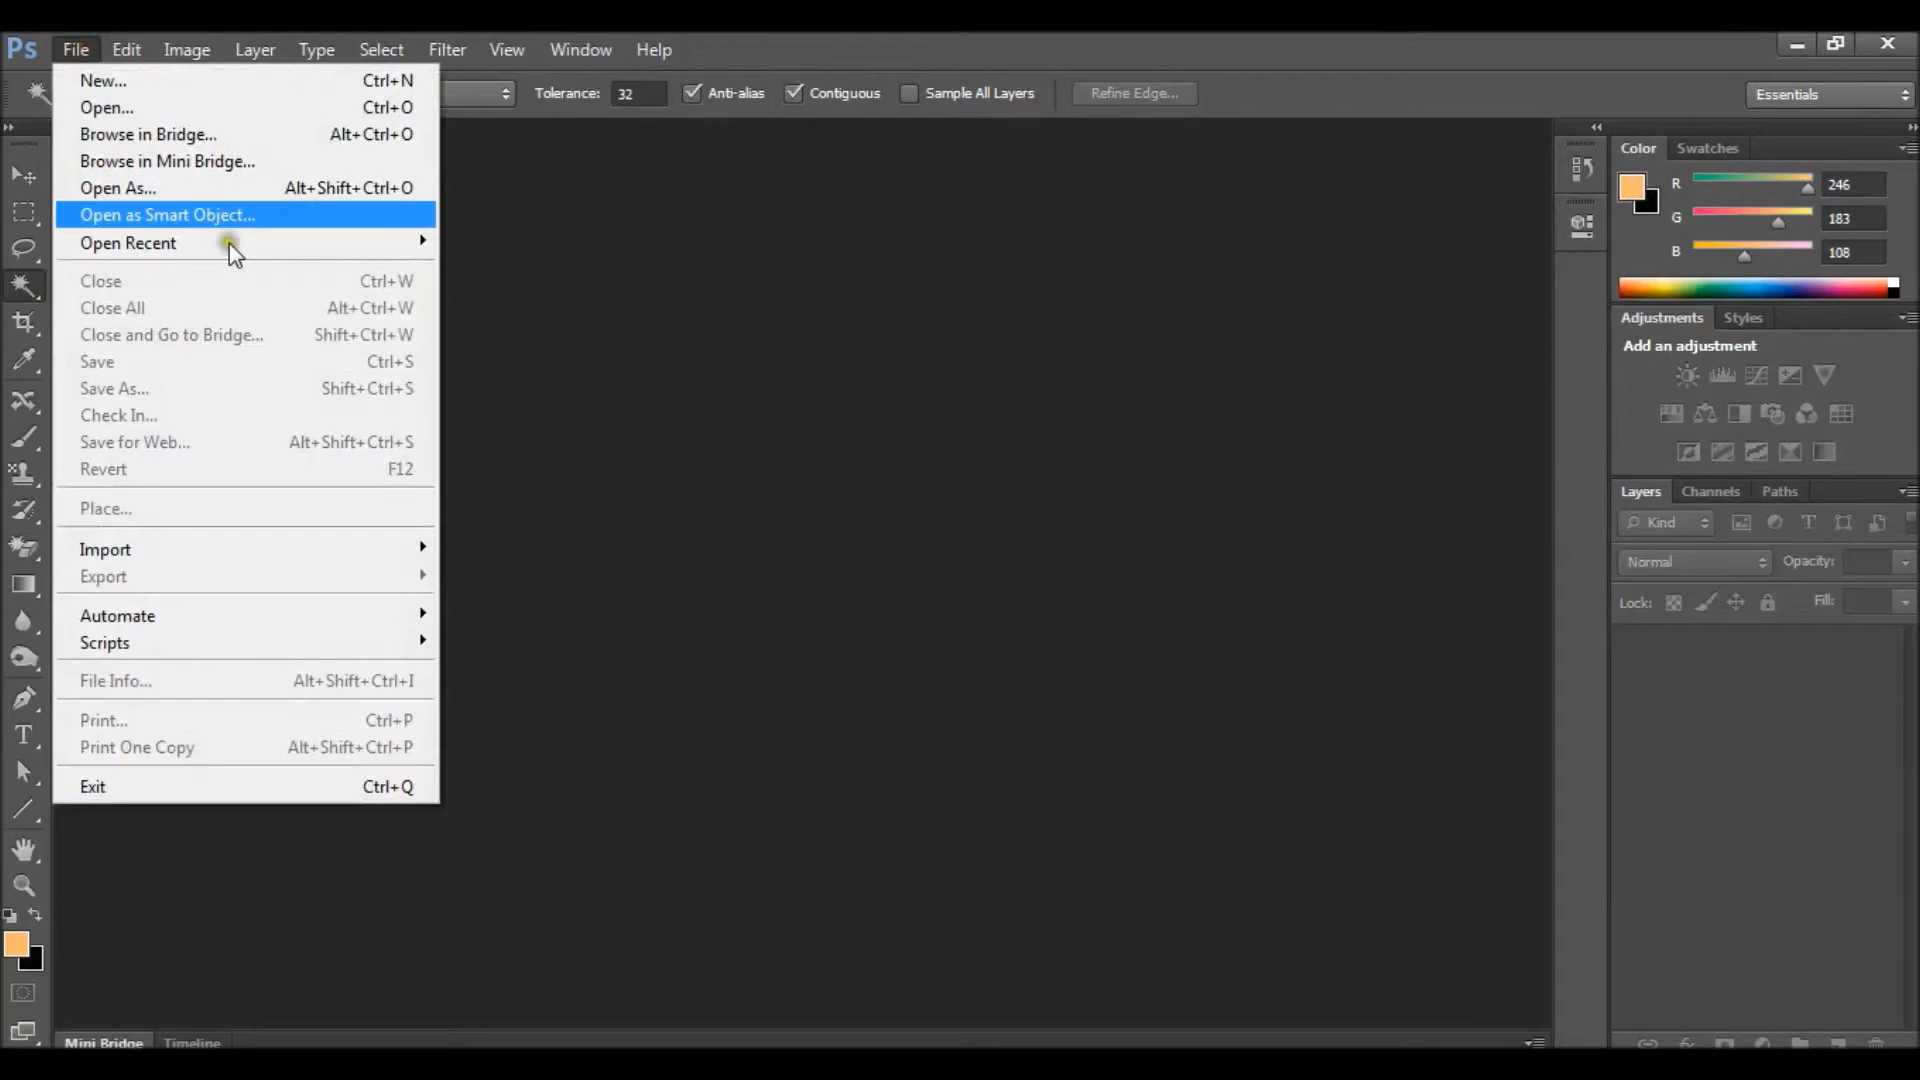 Ps File Edit Image Layer Type Select Filter View Window Help
Tolerance: 32 Anti-alias Contiguous Sample All Layers Refine Edge... Essentials
New... Ctrl+N
Open... Ctrl+O
Browse in Bridge... Alt+Ctrl+O
Browse in Mini Bridge...
Open As... Alt+Shift+Ctrl+O
Open as Smart Object...
Open Recent
Close Ctrl+W
Close All Alt+Ctrl+W
Close and Go to Bridge... Shift+Ctrl+W
Save Ctrl+S
Save As... Shift+Ctrl+S
Check In...
Save for Web... Alt+Shift+Ctrl+S
Revert F12
Place...
Import
Export
Automate
Scripts
File Info... Alt+Shift+Ctrl+I
Print... Ctrl+P
Print One Copy Alt+Shift+Ctrl+P
Exit Ctrl+Q
Color Swatches
R 246
G 183
B 108
Adjustments Styles
Add an adjustment
Layers Channels Paths
Kind
Normal Opacity:
Lock: Fill:
Mini Bridge Timeline